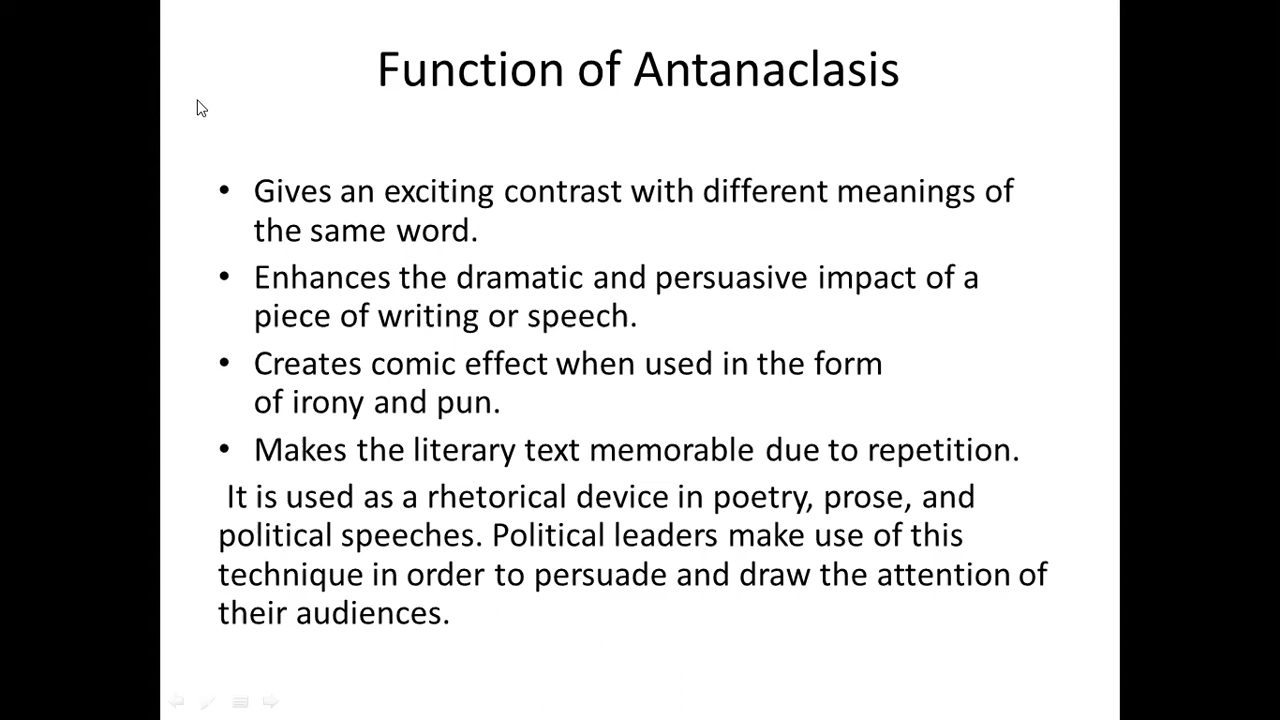 Function of Antanaclasis
• Gives an exciting contrast with different meanings of
the same word.
• Enhances the dramatic and persuasive impact of a
piece of writing or speech.
• Creates comic effect when used in the form
of irony and pun.
• Makes the literary text memorable due to repetition.
It is used as a rhetorical device in poetry, prose, and
political speeches. Political leaders make use of this
technique in order to persuade and draw the attention of
their audiences.